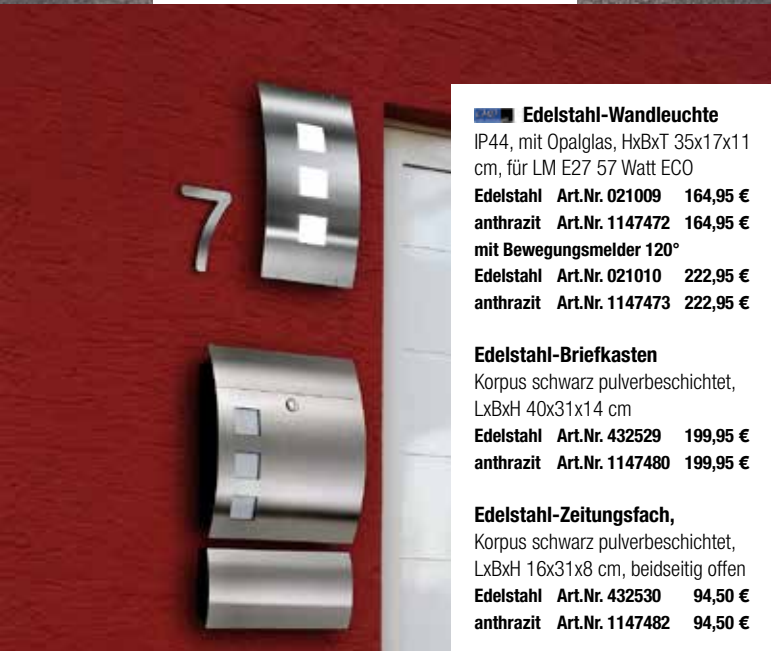 7
Edelstahl-Wandleuchte
IP44, mit Opalglas, HxBxT 35x17x11
cm, für LM E27 57 Watt ECO
Edelstahl Art.Nr. 021009 164,95 €
anthrazit Art.Nr. 1147472 164,95 €
mit Bewegungsmelder 120°
Edelstahl Art.Nr. 021010 222,95 €
anthrazit Art.Nr. 1147473 222,95 €
Edelstahl-Briefkasten
Korpus schwarz pulverbeschichtet,
LxBxH 40x31x14 cm
Edelstahl Art.Nr. 432529 199,95 €
anthrazit Art.Nr. 1147480 199,95 €
Edelstahl-Zeitungsfach,
Korpus schwarz pulverbeschichtet,
LxBxH 16x31x8 cm, beidseitig offen
Edelstahl Art.Nr. 432530 94,50 €
anthrazit Art.Nr. 1147482 94,50 €